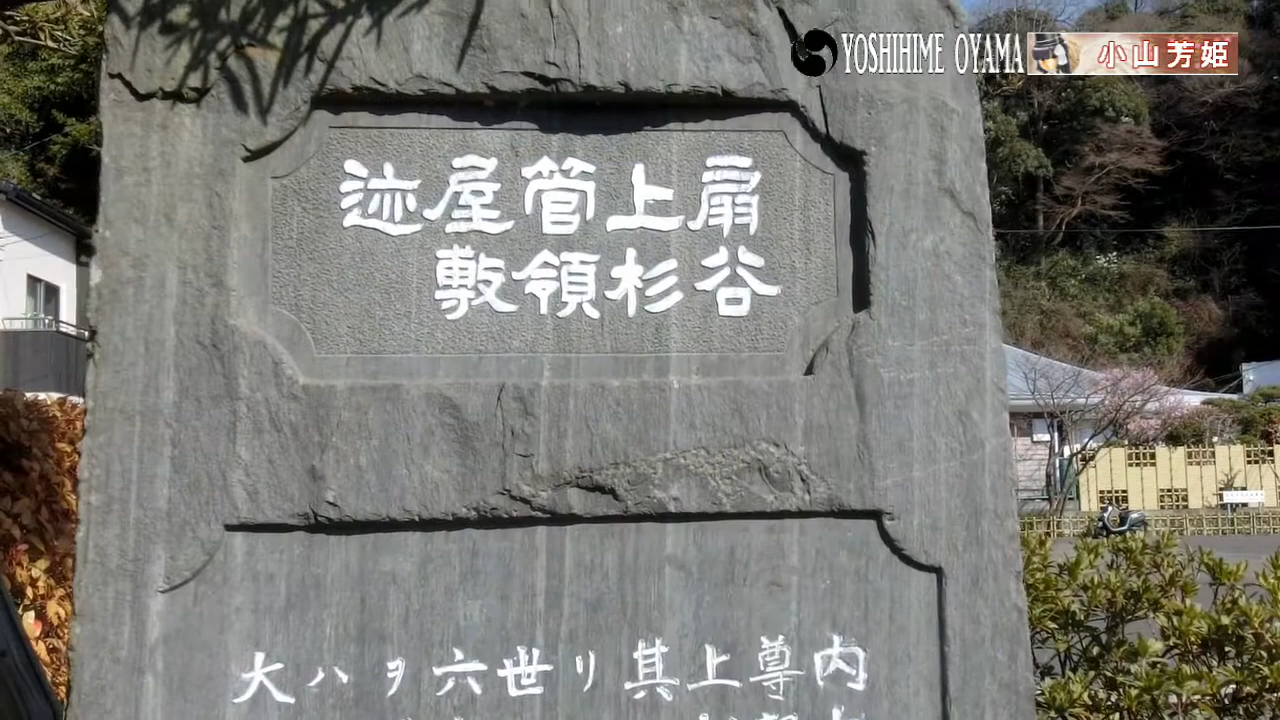 YOSHIHIME OYAMA
小山芳姫
扇谷
上杉
管領
屋敷
迹
内
尊
上
其
リ
世
六
ヲ
ハ
大